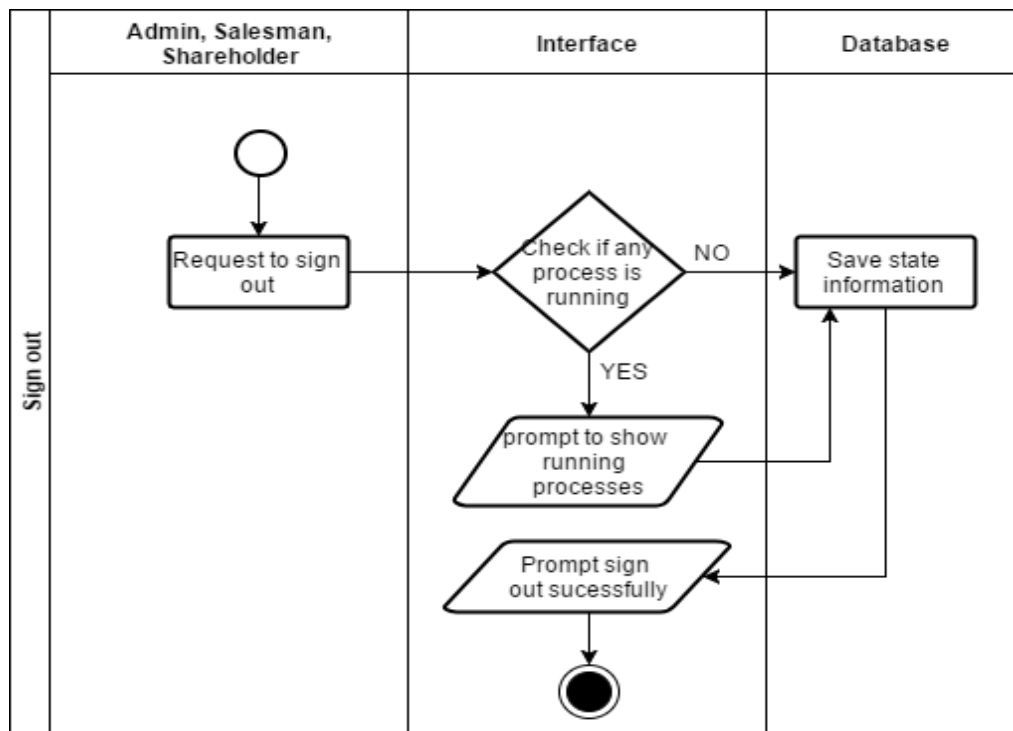 Admin, Salesman,
Shareholder
Interface
Database
Sign out
Request to sign
out
Check if any
process is
running
NO
Save state
information
YES
prompt to show
running
processes
Prompt sign
out sucessfully